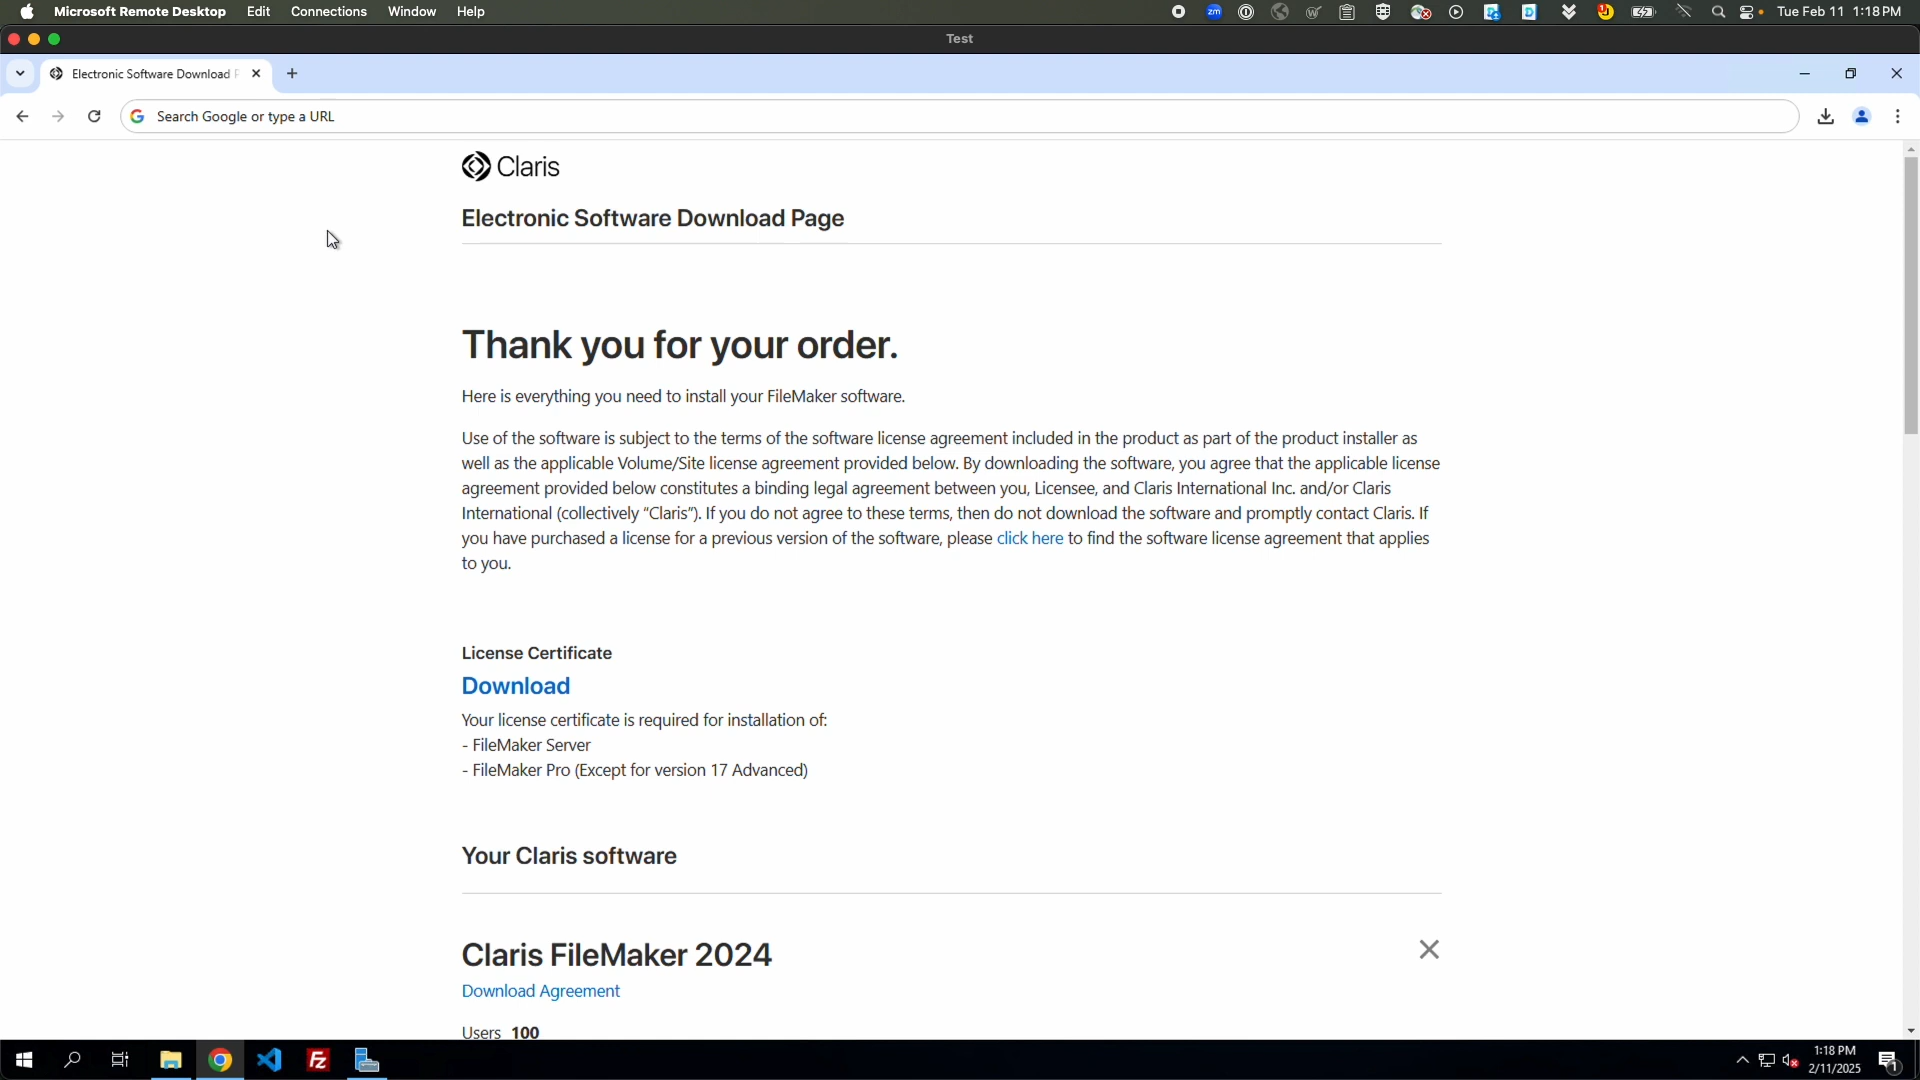 Microsoft Remote Desktop Edit Connections Window Help
zm
Tue Feb 11 1:18 PM
Test
Electronic Software Download
Search Google or type a URL
Claris
Electronic Software Download Page
Thank you for your order.
Here is everything you need to install your FileMaker software.
Use of the software is subject to the terms of the software license agreement included in the product as part of the product installer as
well as the applicable Volume/Site license agreement provided below. By downloading the software, you agree that the applicable license
agreement provided below constitutes a binding legal agreement between you, Licensee, and Claris International Inc. and/or Claris
International (collectively “Claris”). If you do not agree to these terms, then do not download the software and promptly contact Claris. If
you have purchased a license for a previous version of the software, please click here to find the software license agreement that applies
to you.
License Certificate
Download
Your license certificate is required for installation of:
- FileMaker Server
- FileMaker Pro (Except for version 17 Advanced)
Your Claris software
Claris FileMaker 2024
Download Agreement
Users 100
Fz
1:18 PM
2/11/2025
1